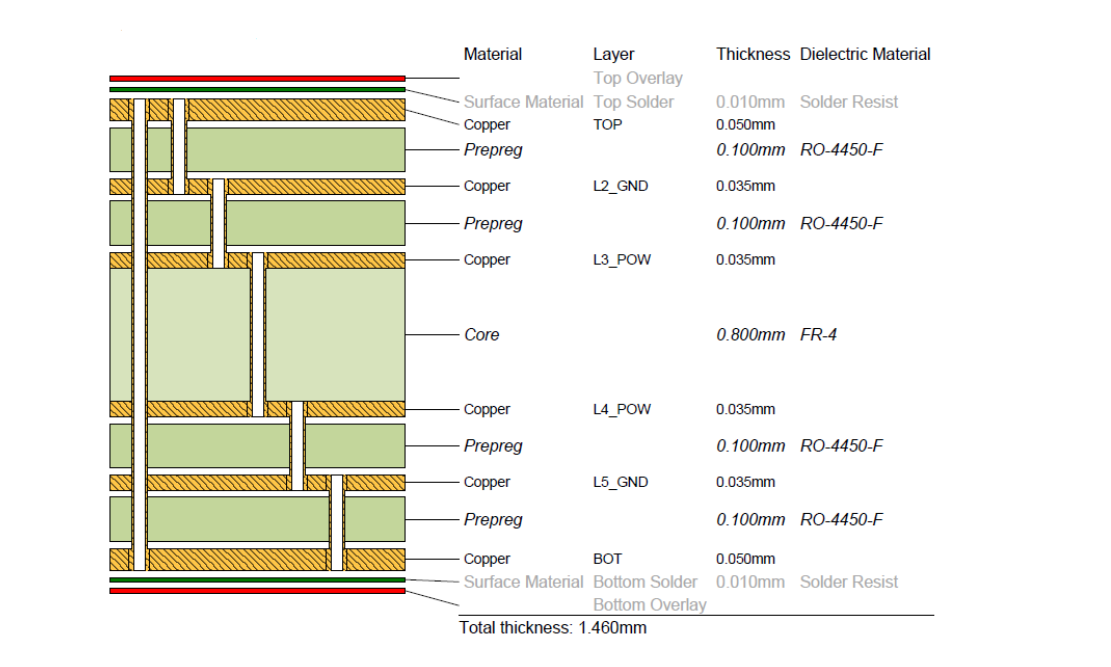 Material Layer Thickness Dielectric Material
Top Overlay
Surface Material Top Solder 0.010mm Solder Resist
Copper TOP 0.050mm
Prepreg 0.100mm RO-4450-F
Copper L2_GND 0.035mm
Prepreg 0.100mm RO-4450-F
Copper L3_POW 0.035mm
Core 0.800mm FR-4
Copper L4_POW 0.035mm
Prepreg 0.100mm RO-4450-F
Copper L5_GND 0.035mm
Prepreg 0.100mm RO-4450-F
Copper BOT 0.050mm
Surface Material Bottom Solder 0.010mm Solder Resist
Bottom Overlay
Total thickness: 1.460mm